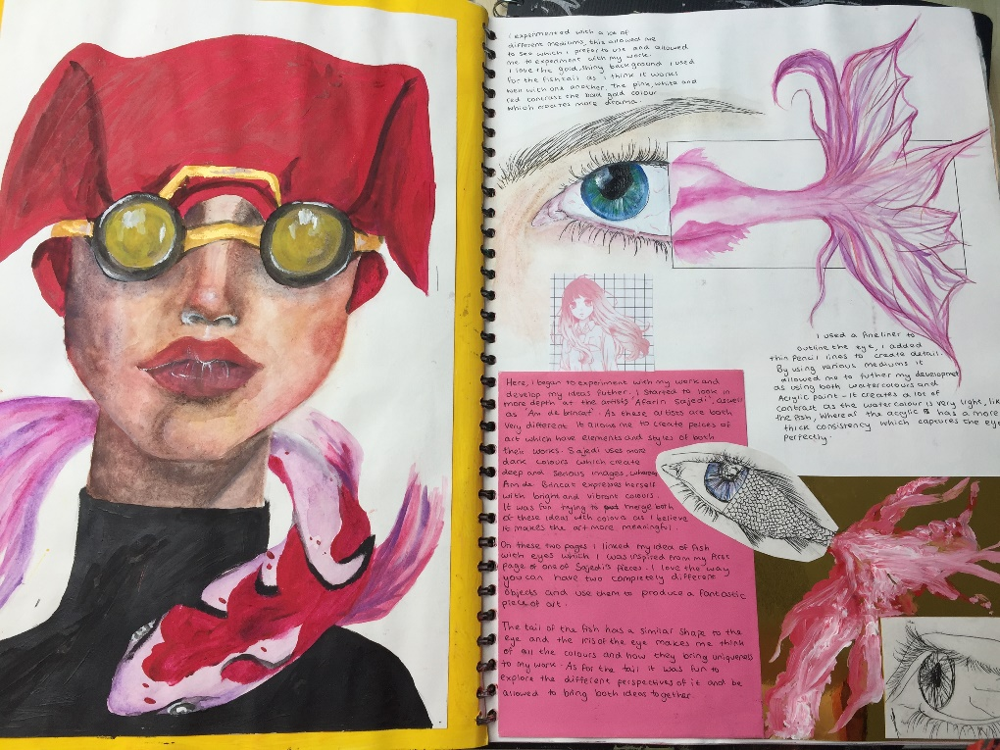 I experimented with a lot of
different mediums, this allowed me
to see which I prefer to use and allowed
me to experiment with my work.
I love the gold, shiny background I used
for the fishtail as I think it works
well with one another. The pink, white and
red contrast the bold gold colour
which creates more drama.
I used a fineliner to
outline the eye, I added
thin pencil lines to create detail.
By using various mediums it
allowed me to futher my development
as using both watercolours and
Acrylic paint - it creates a lot of
contrast as the watercolour is very light, like
the fish, whereas the acrylic has a more
thick consistency which captures the eye
perfectly.
Here, I began to experiment with my work and
develop my ideas futher. I started to look in
more depth at the artists 'Afarin Sajedi', aswell
as 'An de bincat'. As these artists are both
very different it allows me to create peices of
art which have elements and styles of both
their works. Sajedi uses more
dark colours which create
deep and serious images, whereas
An de Bincat expresses herself
with bright and vibrant colours.
It was fun trying to merge both
of these ideas with colour as I believe
it makes the art more meaningful.
On these two pages I linked my idea of fish
with eyes which I was inspired from my first
page of one of Sajedi's pieces. I love the way
you can have two completely different
objects and use them to produce a fantastic
piece of art.
The tail of the fish has a similar shape to the
eye and the iris of the eye makes me think
of all the colours and how they bring uniqueness
to my work. As for the tail it was fun to
explore the different perspectives of it and be
allowed to bring both ideas together.